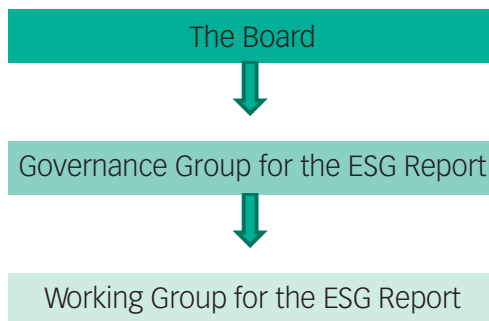 The Board
Governance Group for the ESG Report
Working Group for the ESG Report